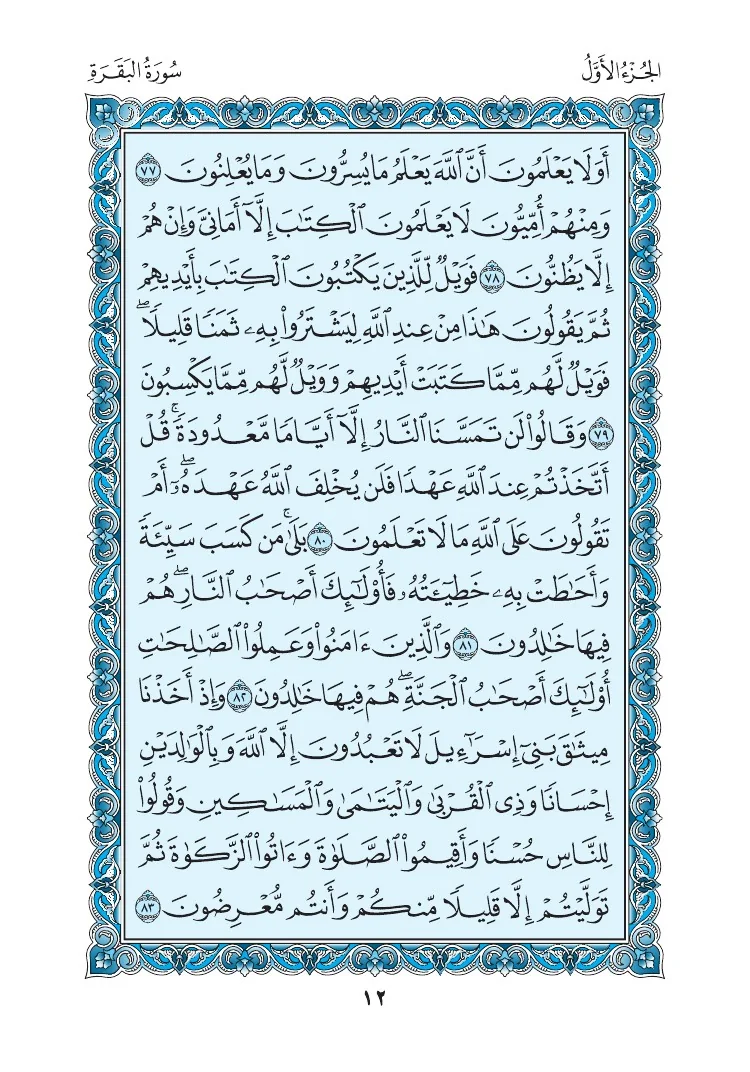 الجُزْءُ الأَوَّلُ سُورَةُ البَقَرَةِ
أَوَلَا يَعْلَمُونَ أَنَّ ٱللَّهَ يَعْلَمُ مَا يُسِرُّونَ وَمَا يُعْلِنُونَ ٧٧
وَمِنْهُمْ أُمِّيُّونَ لَا يَعْلَمُونَ ٱلْكِتَٰبَ إِلَّآ أَمَانِىَّ وَإِنْ هُمْ
إِلَّا يَظُنُّونَ ٧٨ فَوَيْلٌ لِّلَّذِينَ يَكْتُبُونَ ٱلْكِتَٰبَ بِأَيْدِيهِمْ
ثُمَّ يَقُولُونَ هَٰذَا مِنْ عِندِ ٱللَّهِ لِيَشْتَرُوا۟ بِهِۦ ثَمَنًا قَلِيلًا ۖ
فَوَيْلٌ لَّهُم مِّمَّا كَتَبَتْ أَيْدِيهِمْ وَوَيْلٌ لَّهُم مِّمَّا يَكْسِبُونَ
٧٩ وَقَالُوا۟ لَن تَمَسَّنَا ٱلنَّارُ إِلَّآ أَيَّامًا مَّعْدُودَةً ۚ قُلْ
أَتَّخَذْتُمْ عِندَ ٱللَّهِ عَهْدًا فَلَن يُخْلِفَ ٱللَّهُ عَهْدَهُۥٓ ۖ أَمْ
تَقُولُونَ عَلَى ٱللَّهِ مَا لَا تَعْلَمُونَ ٨٠ بَلَىٰ ۚ مَن كَسَبَ سَيِّئَةً
وَأَحَٰطَتْ بِهِۦ خَطِيٓـَٔتُهُۥ فَأُو۟لَٰٓئِكَ أَصْحَٰبُ ٱلنَّارِ ۖ هُمْ
فِيهَا خَٰلِدُونَ ٨١ وَٱلَّذِينَ ءَامَنُوا۟ وَعَمِلُوا۟ ٱلصَّٰلِحَٰتِ
أُو۟لَٰٓئِكَ أَصْحَٰبُ ٱلْجَنَّةِ ۖ هُمْ فِيهَا خَٰلِدُونَ ٨٢ وَإِذْ أَخَذْنَا
مِيثَٰقَ بَنِىٓ إِسْرَٰٓءِيلَ لَا تَعْبُدُونَ إِلَّا ٱللَّهَ وَبِٱلْوَٰلِدَيْنِ
إِحْسَانًا وَذِى ٱلْقُرْبَىٰ وَٱلْيَتَٰمَىٰ وَٱلْمَسَٰكِينِ وَقُولُوا۟
لِلنَّاسِ حُسْنًا وَأَقِيمُوا۟ ٱلصَّلَوٰةَ وَءَاتُوا۟ ٱلزَّكَوٰةَ ثُمَّ
تَوَلَّيْتُمْ إِلَّا قَلِيلًا مِّنكُمْ وَأَنتُم مُّعْرِضُونَ ٨٣
١٢